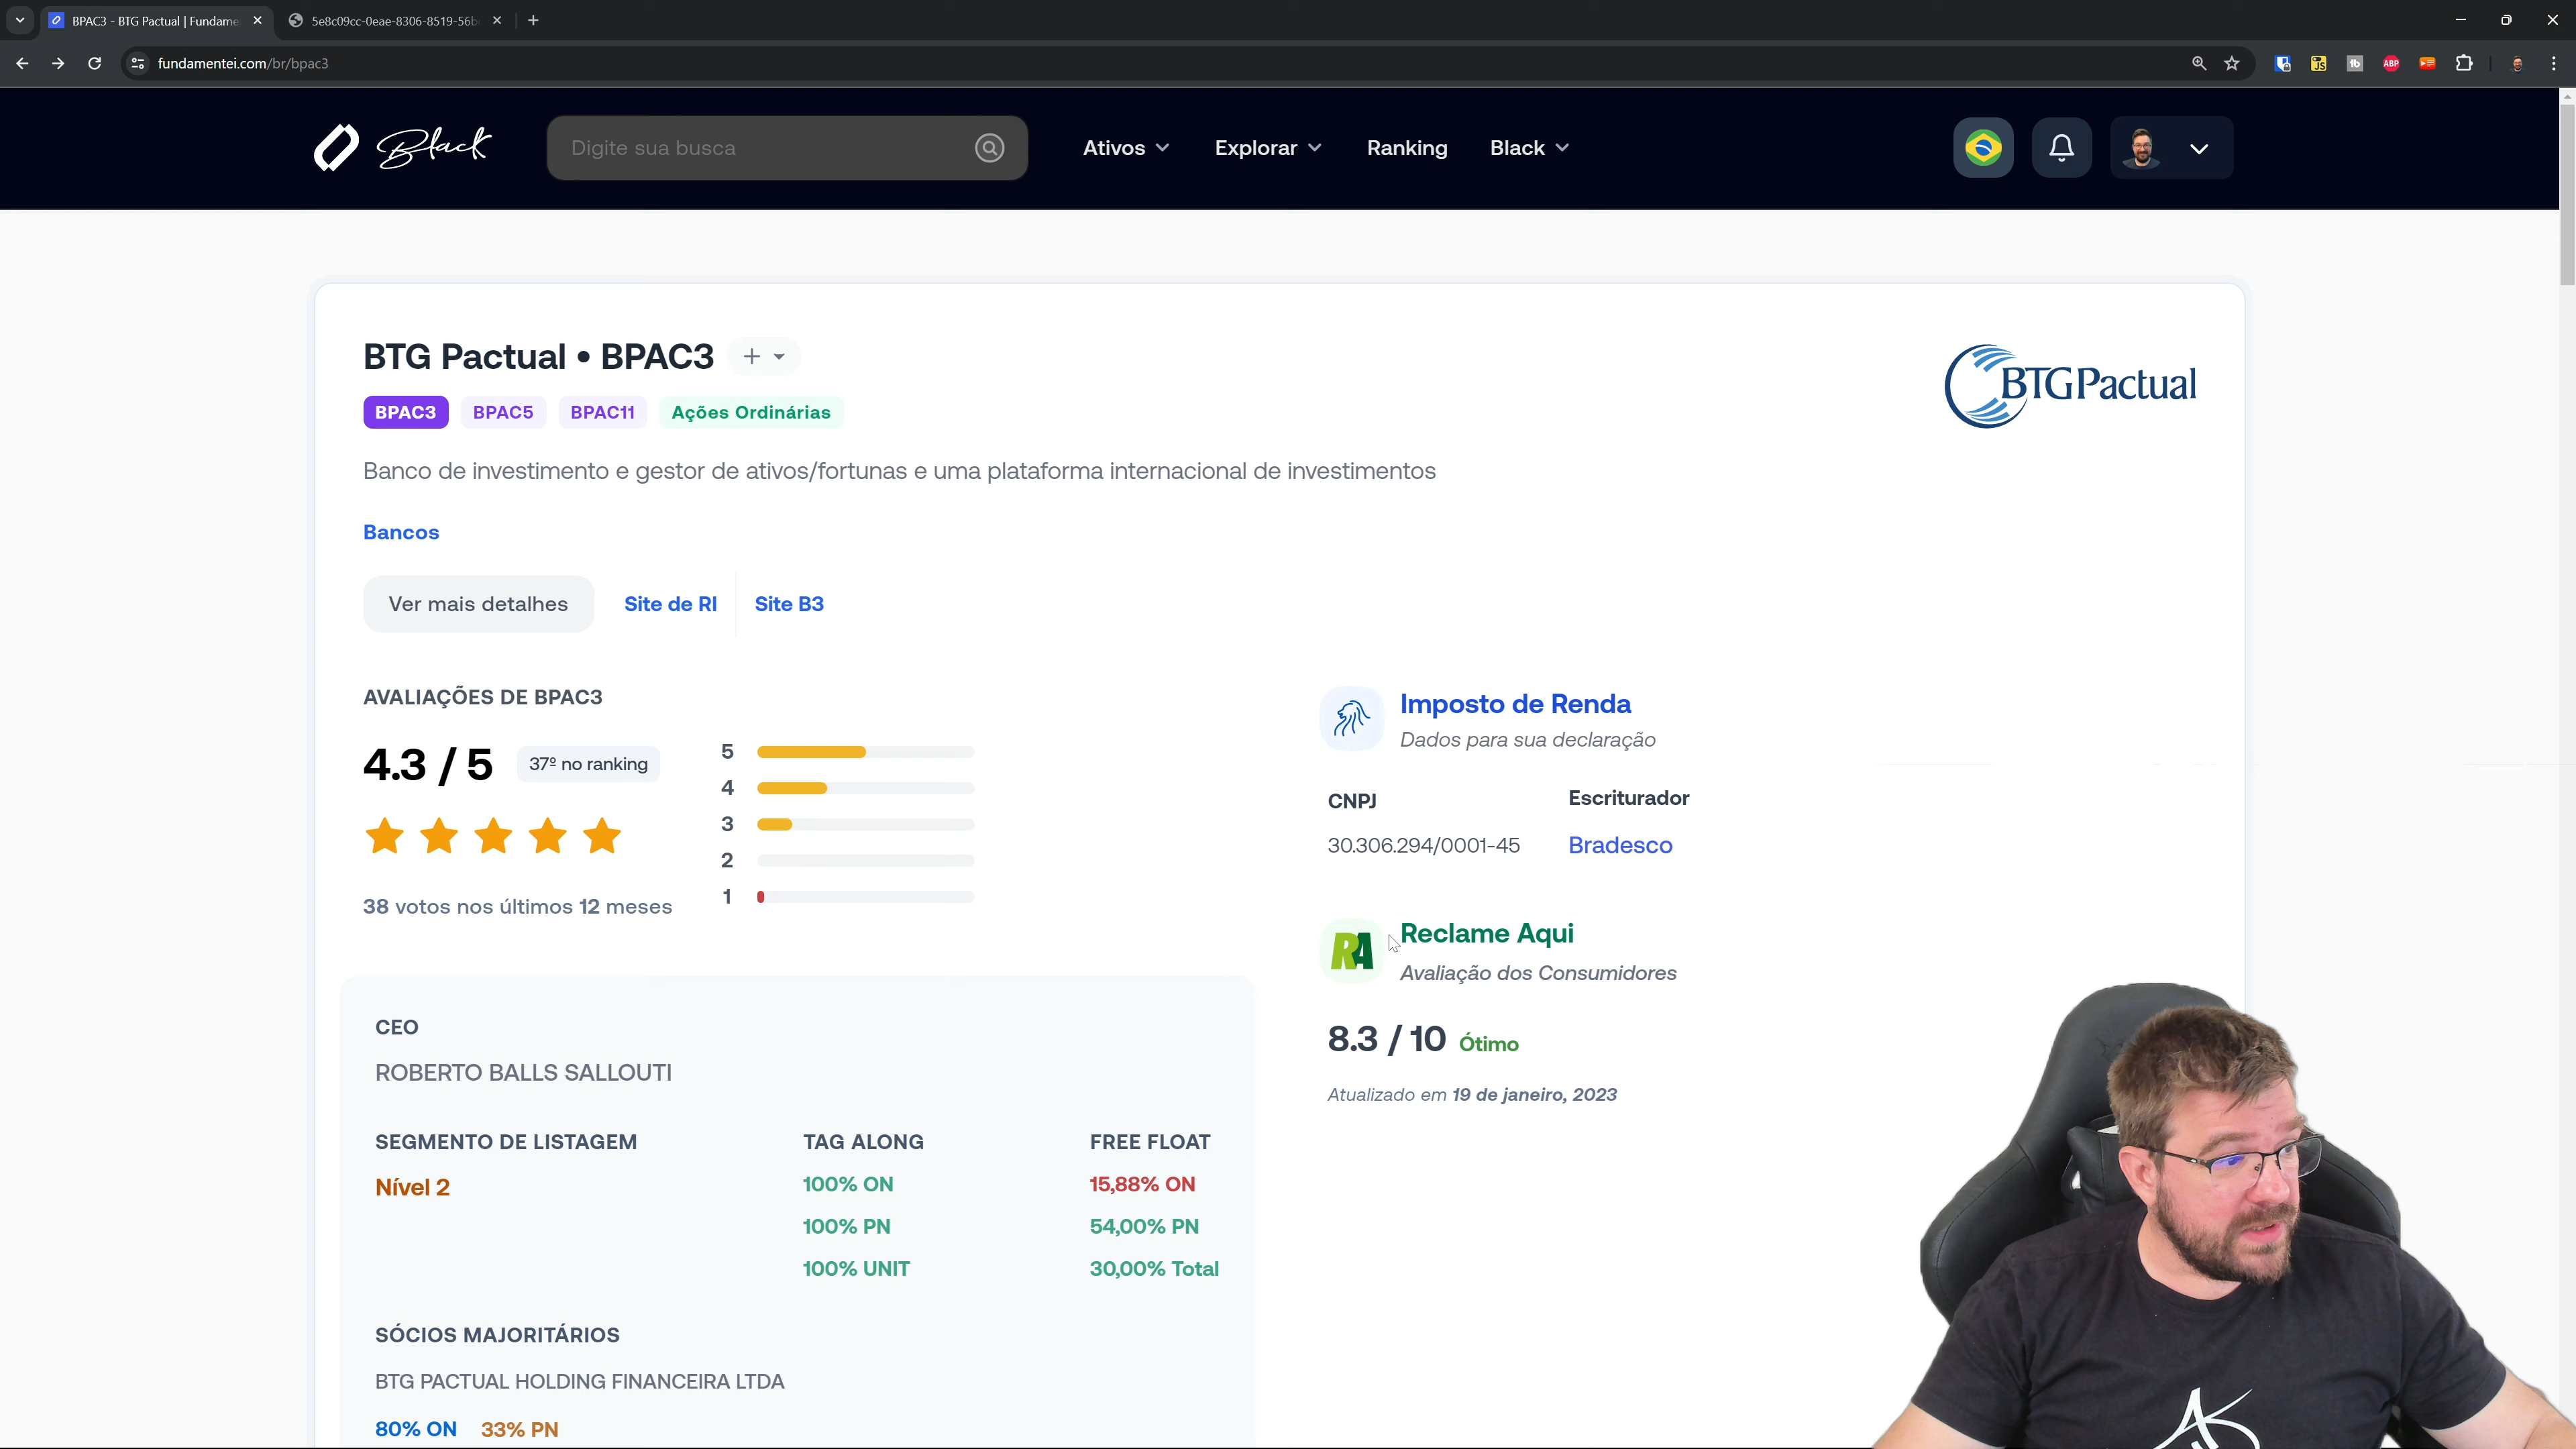 BPAC3 - BTG Pactual | Fundame
5e8c09cc-0eae-8306-8519-56b
fundamentei.com/br/bpac3
Black
Digite sua busca
Ativos
Explorar
Ranking
Black
BTG Pactual • BPAC3
BTGPactual
BPAC3
BPAC5
BPAC11
Ações Ordinárias
Banco de investimento e gestor de ativos/fortunas e uma plataforma internacional de investimentos
Bancos
Ver mais detalhes
Site de RI
Site B3
AVALIAÇÕES DE BPAC3
4.3 / 5
37º no ranking
5
4
3
2
1
38 votos nos últimos 12 meses
Imposto de Renda
Dados para sua declaração
CNPJ
Escriturador
30.306.294/0001-45
Bradesco
RA
Reclame Aqui
Avaliação dos Consumidores
8.3 / 10 Ótimo
Atualizado em 19 de janeiro, 2023
CEO
ROBERTO BALLS SALLOUTI
SEGMENTO DE LISTAGEM
Nível 2
TAG ALONG
100% ON
100% PN
100% UNIT
FREE FLOAT
15,88% ON
54,00% PN
30,00% Total
SÓCIOS MAJORITÁRIOS
BTG PACTUAL HOLDING FINANCEIRA LTDA
80% ON
33% PN